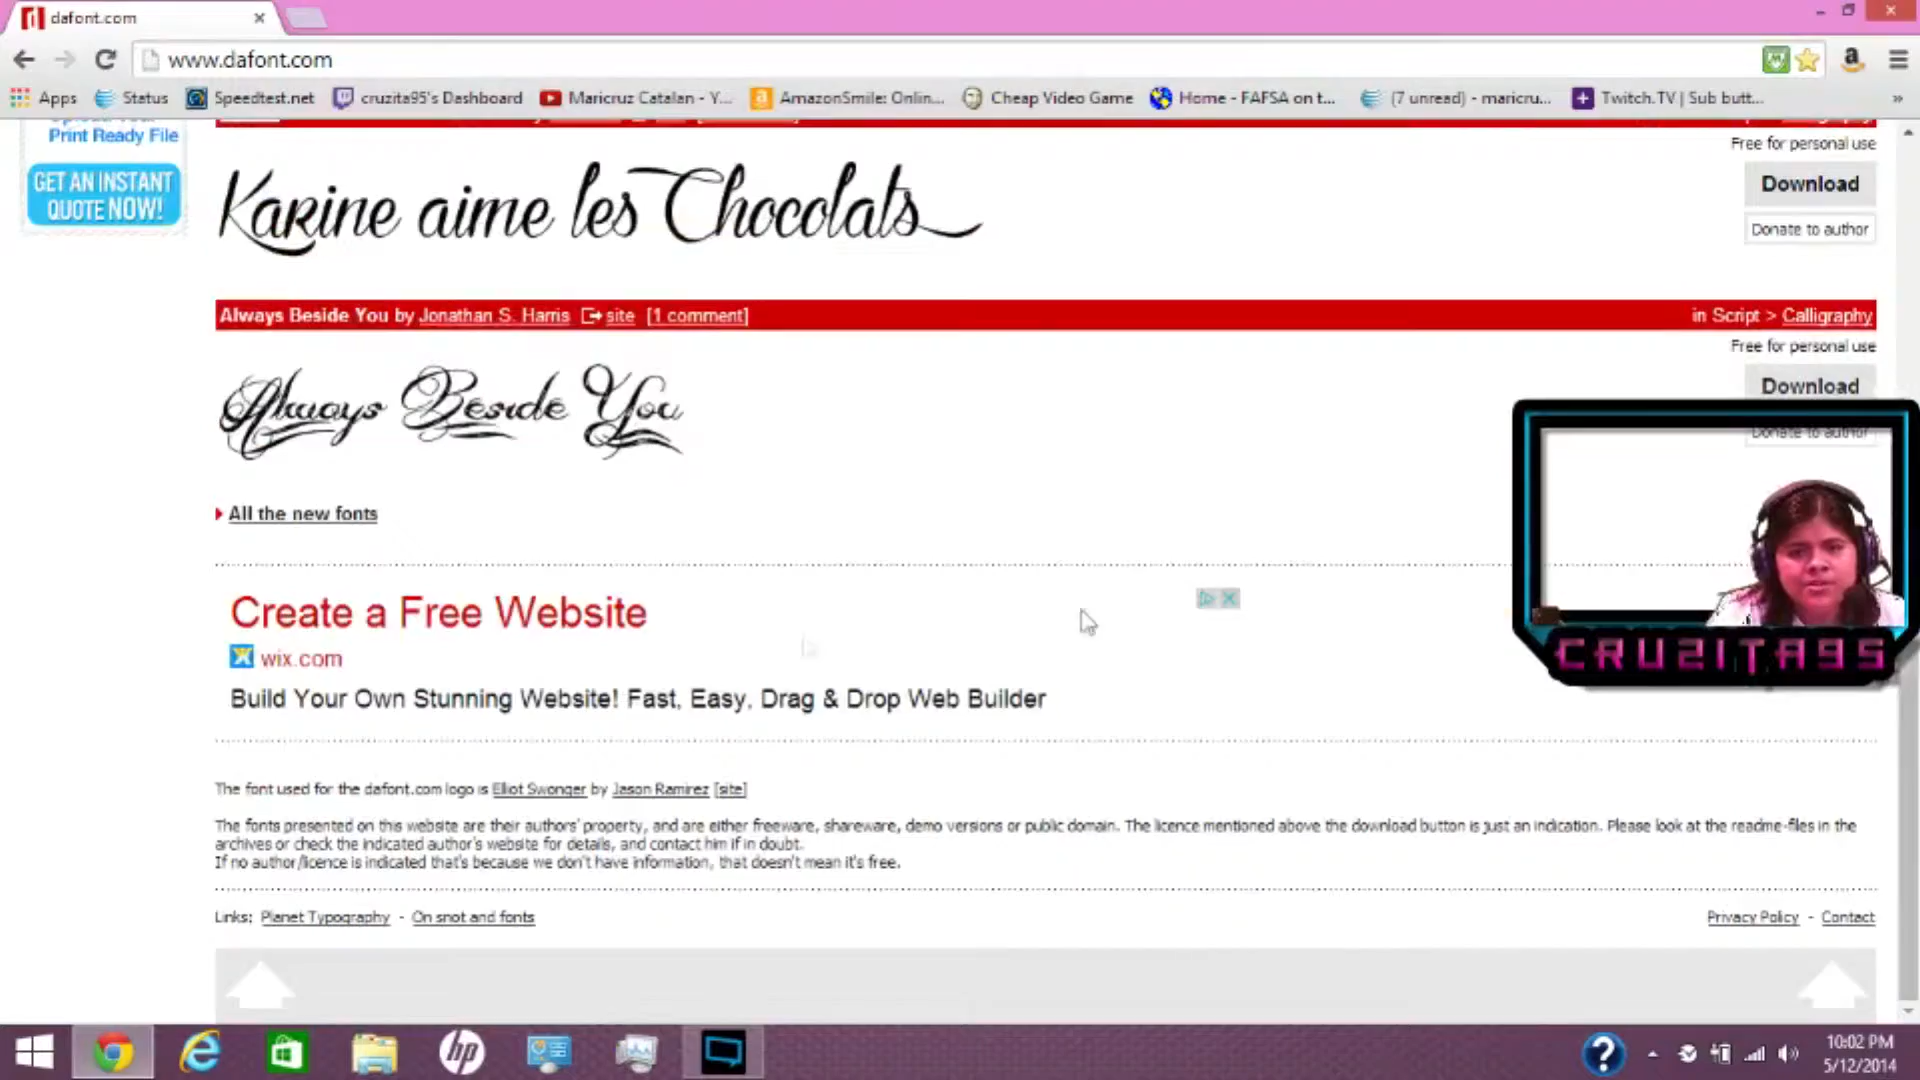 dafont.com
www.dafont.com
Apps
Status
Speedtest.net
cruzita95's Dashboard
Maricruz Catalan - Y...
AmazonSmile: Onlin...
Cheap Video Game
Home - FAFSA on t...
(7 unread) - maricru...
Twitch.TV | Sub butt...
Print Ready File
GET AN INSTANT
QUOTE NOW!
Free for personal use
Karine aime les Chocolats
Download
Donate to author
Always Beside You by Jonathan S. Harris site [1 comment]
in Script > Calligraphy
Free for personal use
Always Beside You
Download
Donate to author
All the new fonts
Create a Free Website
wix.com
Build Your Own Stunning Website! Fast, Easy, Drag & Drop Web Builder
CRUZITA95
The font used for the dafont.com logo is Elliot Swonger by Jason Ramirez [site]
The fonts presented on this website are their authors' property, and are either freeware, shareware, demo versions or public domain. The licence mentioned above the download button is just an indication. Please look at the readme-files in the
archives or check the indicated author's website for details, and contact him if in doubt.
If no author/licence is indicated that's because we don't have information, that doesn't mean it's free.
Links: Planet Typography - On snot and fonts
Privacy Policy - Contact
hp
10:02 PM
5/12/2014